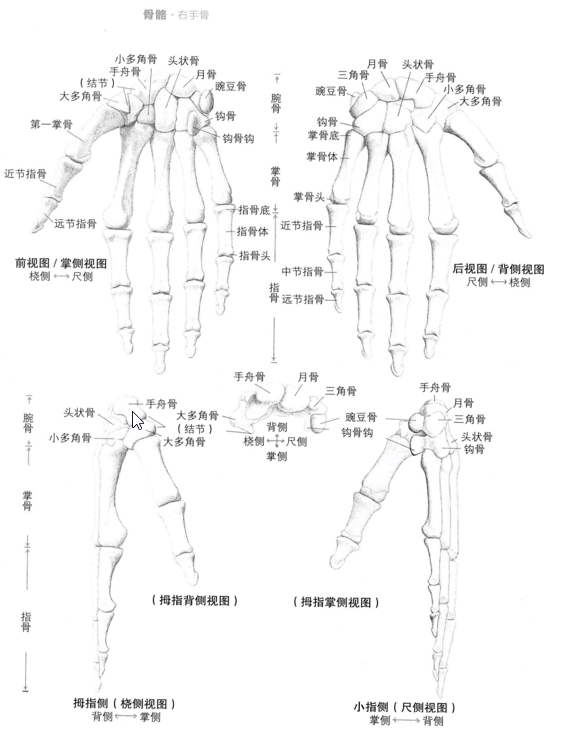 骨骼 · 右手骨
小多角骨
头状骨
手舟骨
月骨
(结节)
豌豆骨
大多角骨
钩骨
第一掌骨
钩骨钩
近节指骨
远节指骨
指骨底
指骨体
指骨头
前视图 / 掌侧视图
桡侧 ←→ 尺侧
腕骨
掌骨
指骨
月骨
头状骨
三角骨
手舟骨
豌豆骨
小多角骨
大多角骨
钩骨
掌骨底
掌骨体
掌骨头
近节指骨
中节指骨
远节指骨
后视图 / 背侧视图
尺侧 ←→ 桡侧
腕骨
掌骨
指骨
手舟骨
头状骨
小多角骨
大多角骨
(结节)
大多角骨
(拇指背侧视图)
拇指侧 (桡侧视图)
背侧 ←→ 掌侧
手舟骨
月骨
三角骨
豌豆骨
钩骨钩
背侧
桡侧 ←→ 尺侧
掌侧
手舟骨
月骨
三角骨
头状骨
钩骨
(拇指掌侧视图)
小指侧 (尺侧视图)
掌侧 ←→ 背侧